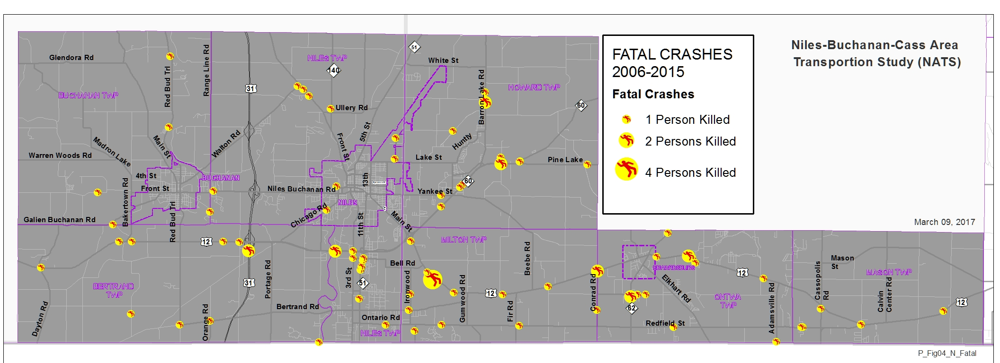 Niles-Buchanan-Cass Area
Transportion Study (NATS)
FATAL CRASHES
2006-2015
Fatal Crashes
1 Person Killed
2 Persons Killed
4 Persons Killed
March 09, 2017
Glendora Rd
Red Bud Trl
Range Line Rd
31
NILES TWP
140
51
White St
Barron Lake Rd
HOWARD TWP
60
BUCHANAN TWP
Ullery Rd
5th St
Front St
Huntly
Madron Lake
Main St
Walton Rd
Warren Woods Rd
Lake St
Pine Lake
4th St
BUCHANAN
Front St
Bakertown Rd
Niles Buchanan Rd
13th
60
Yankee St
NILES
Chicago Rd
Red Bud Trl
Galien Buchanan Rd
11th St
Main St
12
MILTON TWP
Beebe Rd
Bell Rd
Portage Rd
31
3rd St
51
Ironwood
Gumwood Rd
12
Conrad Rd
EDWARDSBURG
12
Elkhart Rd
Cassopolis
Rd
Mason
St
MASON TWP
BERTRAND
TWP
Dayton Rd
Orange Rd
Bertrand Rd
Ontario Rd
NILES TWP
Fir Rd
62
Redfield St
ONTWA
TWP
Adamsville Rd
Calvin
Center Rd
12
P_Fig04_N_Fatal